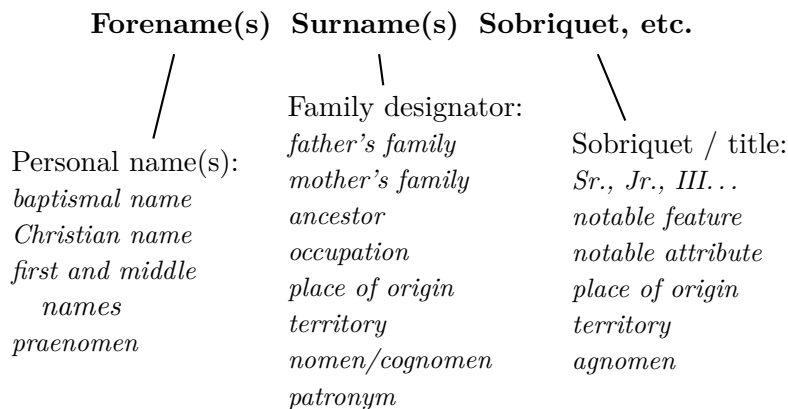 Forename(s) Surname(s) Sobriquet, etc.
Personal name(s):
baptismal name
Christian name
first and middle
names
praenomen
Family designator:
father's family
mother's family
ancestor
occupation
place of origin
territory
nomen/cognomen
patronym
Sobriquet / title:
Sr., Jr., III...
notable feature
notable attribute
place of origin
territory
agnomen